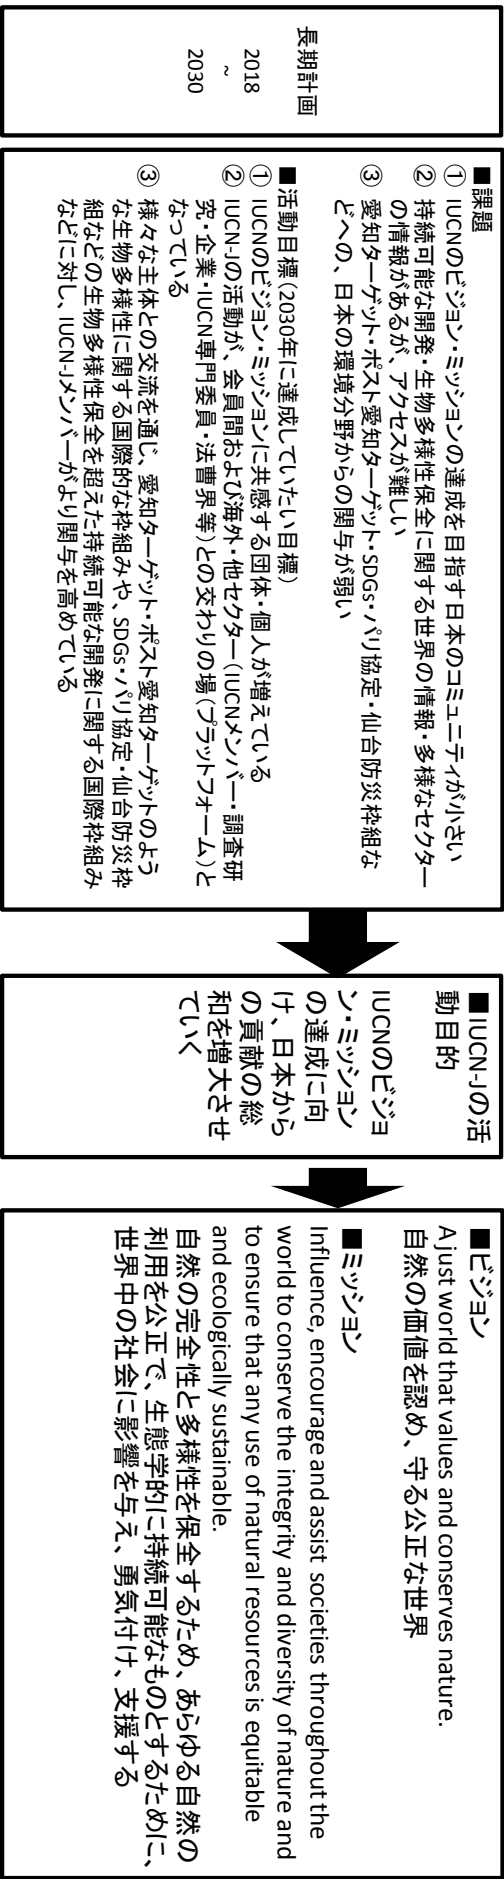 長期計画
2018
~
2030
■課題
① IUCNのビジョン・ミッションの達成を目指す日本のコミュニティが小さい
② 持続可能な開発・生物多様性保全に関する世界の情報・多様なセクター
の情報があるが、アクセスが難しい
③ 愛知ターゲット・ポスト愛知ターゲット・SDGs・パリ協定・仙台防災枠組な
どへの、日本の環境分野からの関与が弱い
■活動目標(2030年に達成していたい目標)
① IUCNのビジョン・ミッションに共感する団体・個人が増えている
② IUCN-Jの活動が、会員間および海外・他セクター(IUCNメンバー・調査研
究・企業・IUCN専門委員・法曹界等)との交わりの場(プラットフォーム)と
なっている
③ 様々な主体との交流を通じ、愛知ターゲット・ポスト愛知ターゲットのよう
な生物多様性に関する国際的な枠組みや、SDGs・パリ協定・仙台防災枠
組などの生物多様性保全を超えた持続可能な開発に関する国際枠組み
などに対し、IUCN-Jメンバーがより関与を高めている
■IUCN-Jの活
動目的
IUCNのビジョ
ン・ミッション
の達成に向
け、日本から
の貢献の総
和を増大させ
ていく
■ビジョン
A just world that values and conserves nature.
自然の価値を認め、守る公正な世界
■ミッション
Influence, encourage and assist societies throughout the
world to conserve the integrity and diversity of nature and
to ensure that any use of natural resources is equitable
and ecologically sustainable.
自然の完全性と多様性を保全するため、あらゆる自然の
利用を公正で、生態学的に持続可能なものとするために、
世界中の社会に影響を与え、勇気付け、支援する